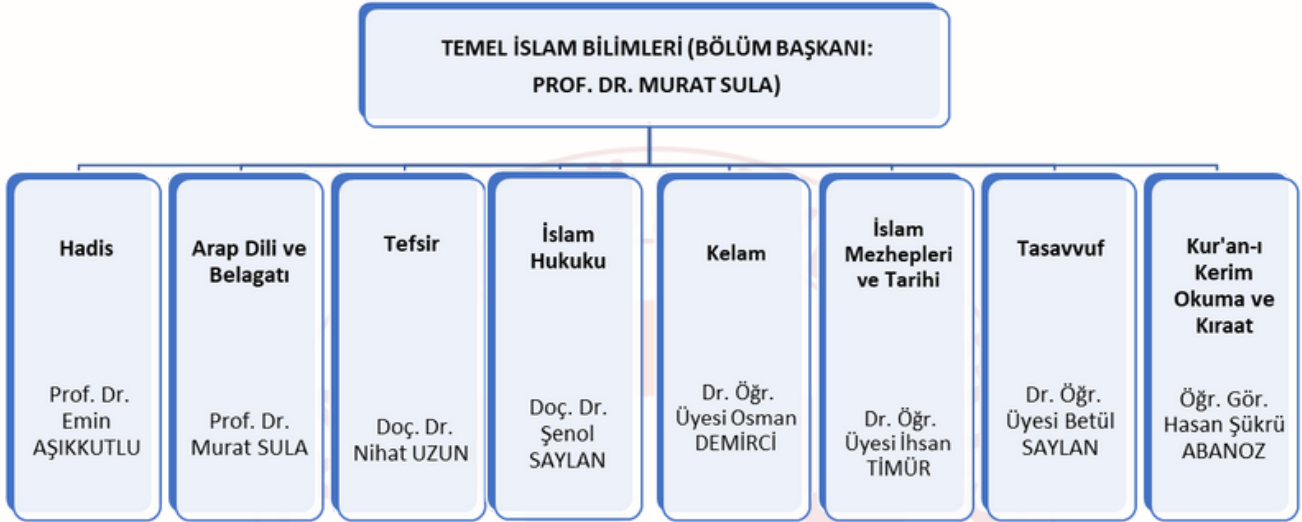 TEMEL İSLAM BİLİMLERİ (BÖLÜM BAŞKANI:
PROF. DR. MURAT SULA)
Hadis
Prof. Dr.
Emin
AŞIKKUTLU
Arap Dili ve
Belagatı
Prof. Dr.
Murat SULA
Tefsir
Doç. Dr.
Nihat UZUN
İslam
Hukuku
Doç. Dr.
Şenol
SAYLAN
Kelam
Dr. Öğr.
Üyesi Osman
DEMİRCİ
İslam
Mezhepleri
ve Tarihi
Dr. Öğr.
Üyesi İhsan
TİMÜR
Tasavvuf
Dr. Öğr.
Üyesi Betül
SAYLAN
Kur'an-ı
Kerim
Okuma ve
Kıraat
Öğr. Gör.
Hasan Şükrü
ABANOZ